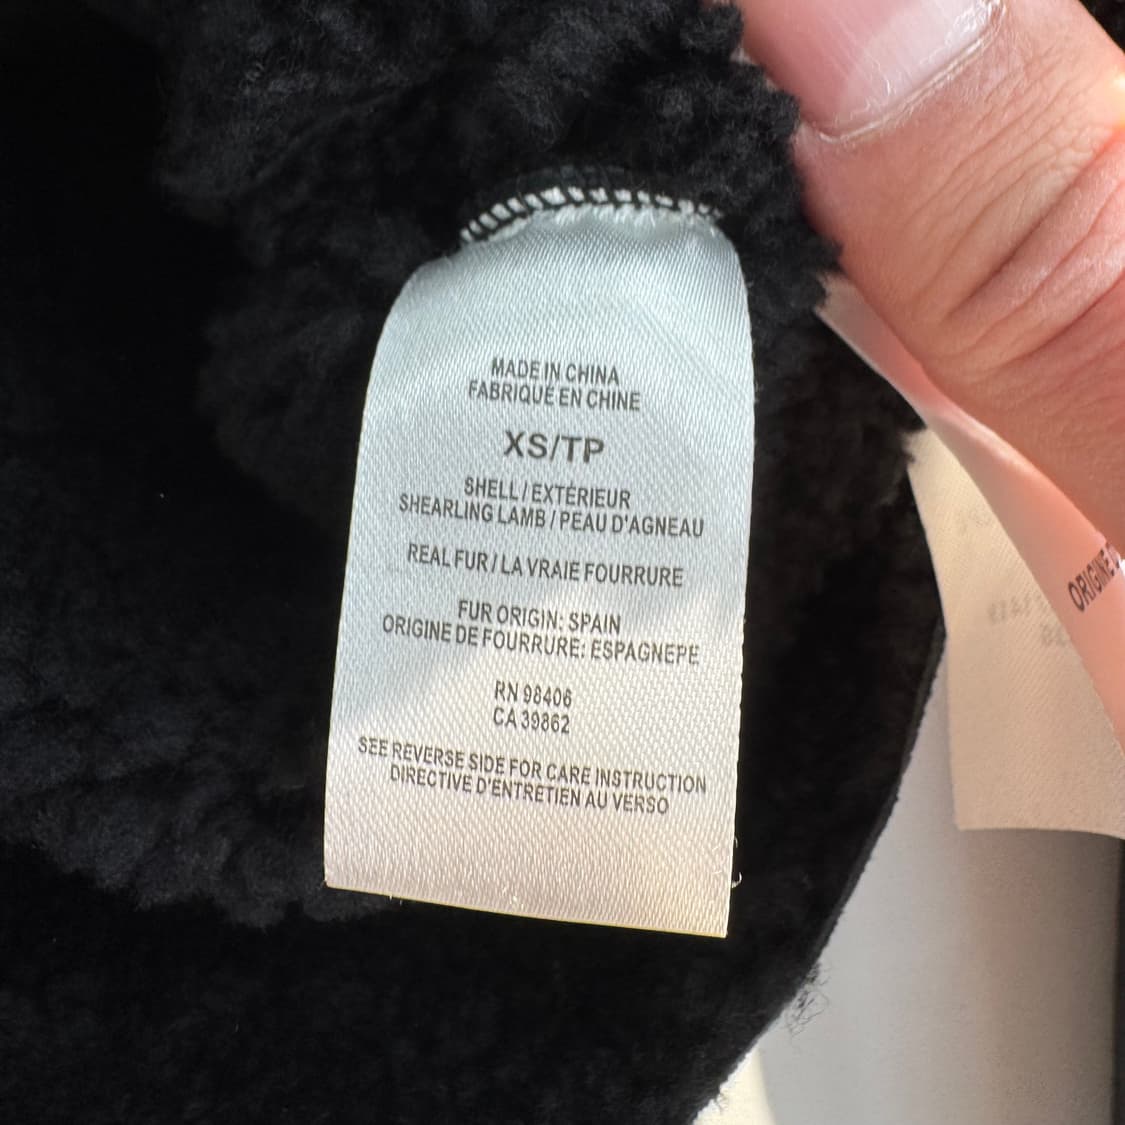 MADE IN CHINA
FABRIQUE EN CHINE
XS/TP
SHELL / EXTÉRIEUR
SHEARLING LAMB / PEAU D'AGNEAU
REAL FUR / LA VRAIE FOURRURE
FUR ORIGIN: SPAIN
ORIGINE DE FOURRURE: ESPAGNEPE
RN 98406
CA 39862
SEE REVERSE SIDE FOR CARE INSTRUCTION
DIRECTIVE D'ENTRETIEN AU VERSO
ORIGINE